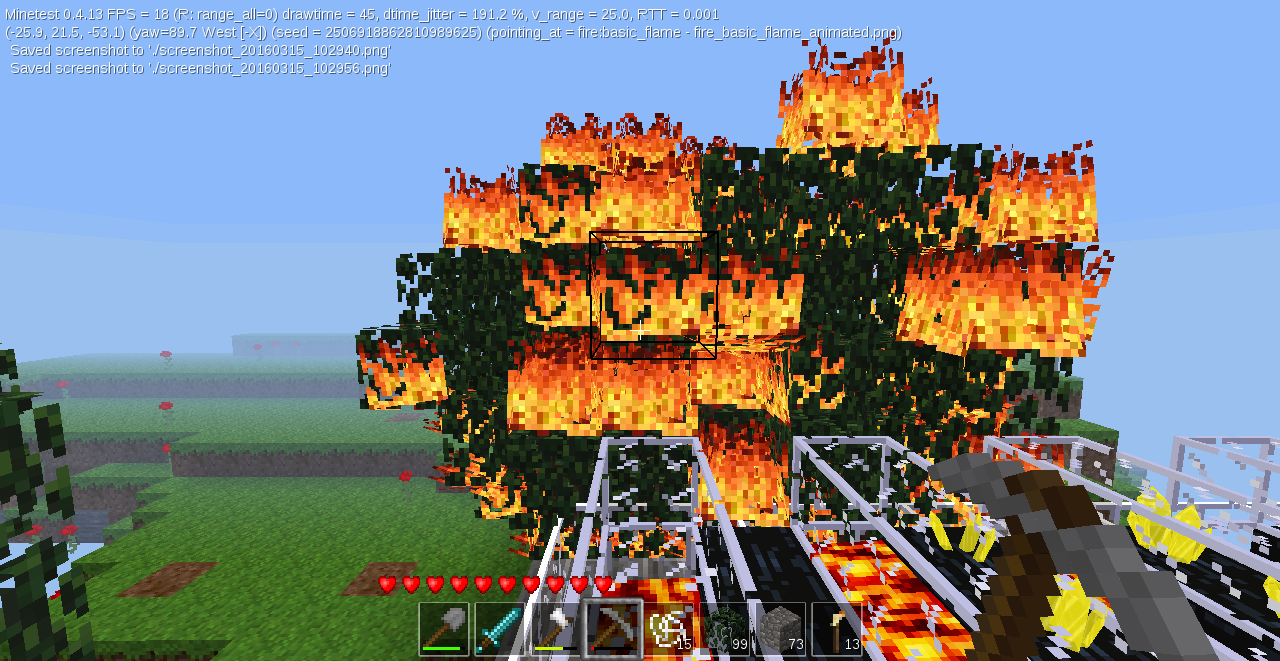 Minetest 0.4.13 FPS = 18 (R: range_all=0) drawtime = 45, dtime_jitter = 191.2 %, v_range = 25.0, RTT = 0.001
(-25.9, 21.5, -53.1) (yaw=89.7 West [-X]) (seed = 2506918862810989625) (pointing_at = fire:basic_flame - fire_basic_flame_animated.png)
Saved screenshot to './screenshot_20160315_102940.png'
Saved screenshot to './screenshot_20160315_102956.png'
15 99 73 13